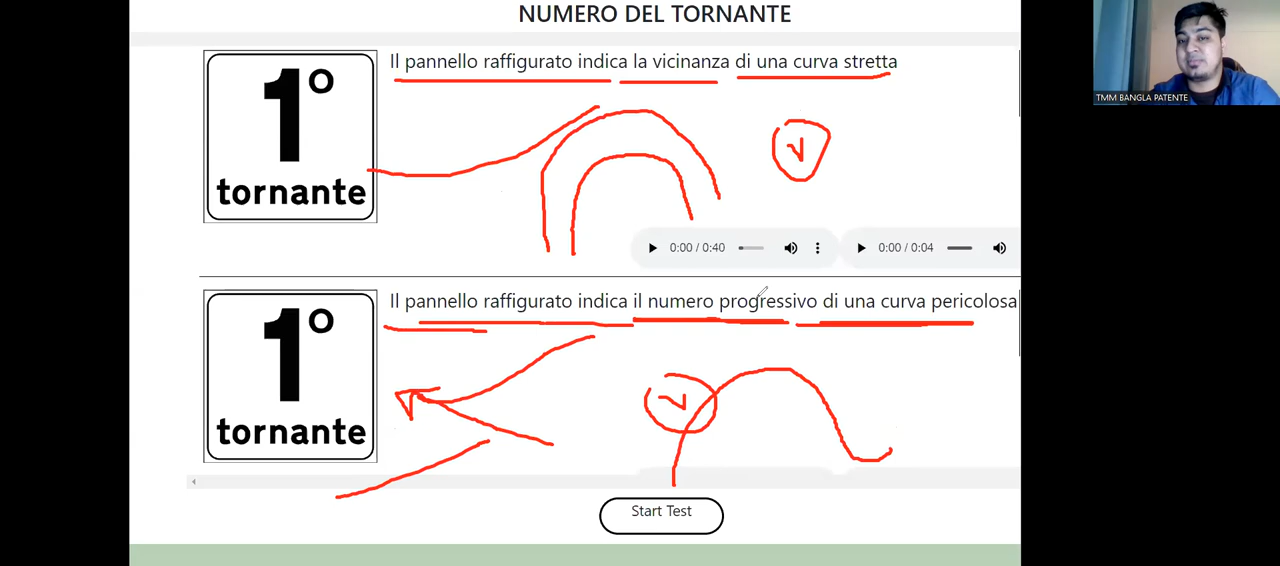 NUMERO DEL TORNANTE
1°
tornante
Il pannello raffigurato indica la vicinanza di una curva stretta
V
0:00 / 0:40
0:00 / 0:04
TMM BANGLA PATENTE
1°
tornante
Il pannello raffigurato indica il numero progressivo di una curva pericolosa
V
Start Test